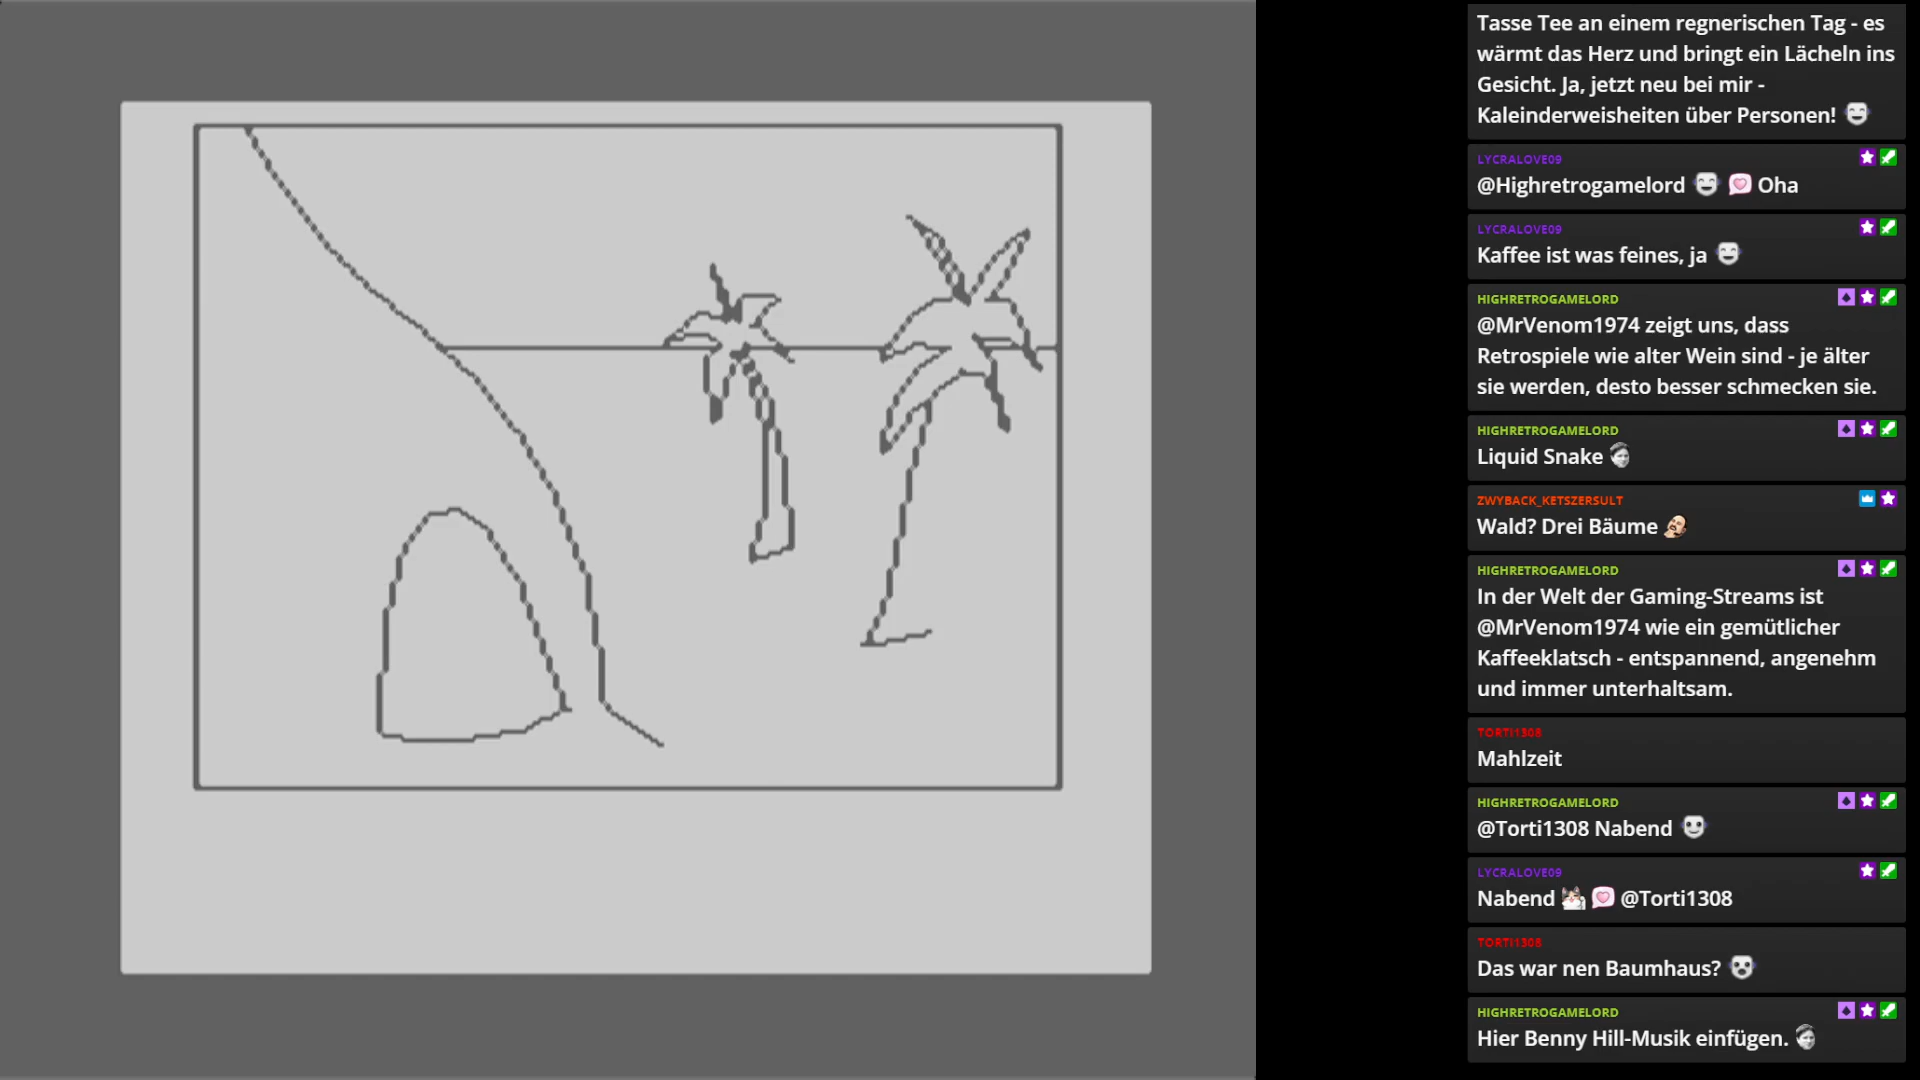 Tasse Tee an einem regnerischen Tag - es
wärmt das Herz und bringt ein Lächeln ins
Gesicht. Ja, jetzt neu bei mir -
Kaleinderweisheiten über Personen!
LYCRALOVE09
@Highretrogamelord Oha
LYCRALOVE09
Kaffee ist was feines, ja
HIGHRETROGAMELORD
@MrVenom1974 zeigt uns, dass
Retrospiele wie alter Wein sind - je älter
sie werden, desto besser schmecken sie.
HIGHRETROGAMELORD
Liquid Snake
ZWYBACK_KETSZERSULT
Wald? Drei Bäume
HIGHRETROGAMELORD
In der Welt der Gaming-Streams ist
@MrVenom1974 wie ein gemütlicher
Kaffeeklatsch - entspannend, angenehm
und immer unterhaltsam.
TORTI1308
Mahlzeit
HIGHRETROGAMELORD
@Torti1308 Nabend
LYCRALOVE09
Nabend @Torti1308
TORTI1308
Das war nen Baumhaus?
HIGHRETROGAMELORD
Hier Benny Hill-Musik einfügen.